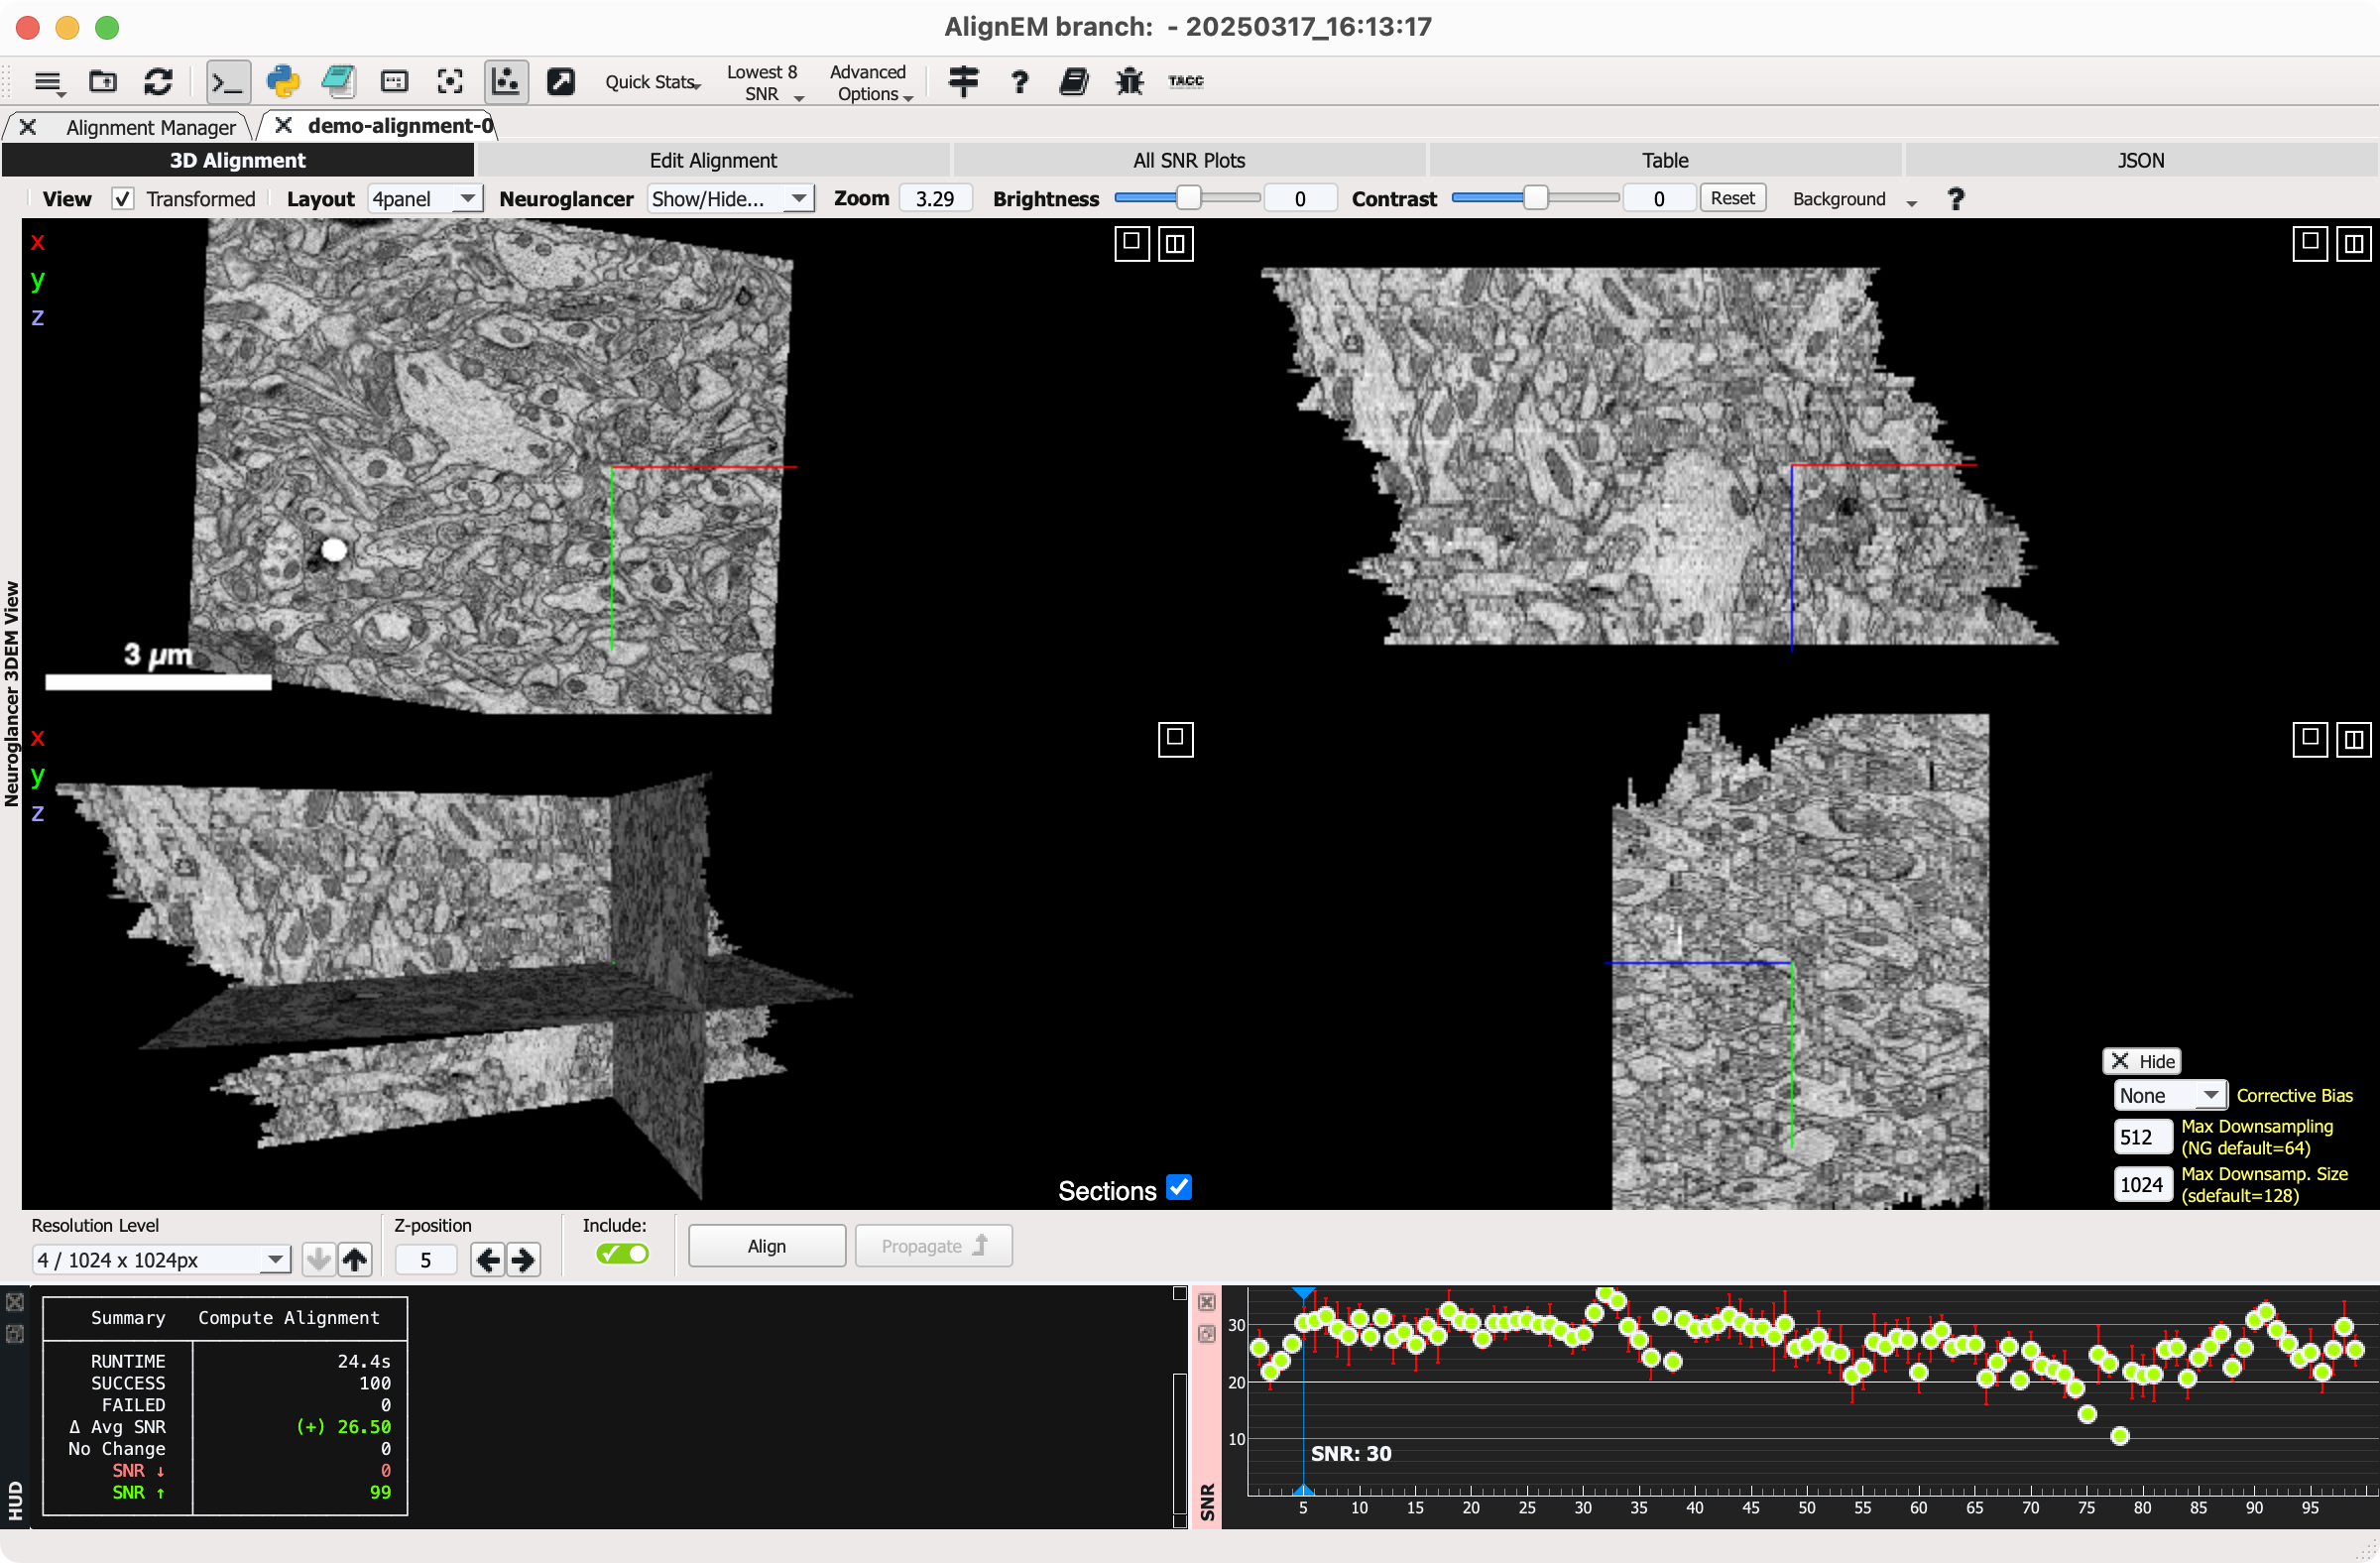 AlignEM branch:  - 20250317_16:13:17
Quick Stats
Lowest 8
SNR
Advanced
Options
?
TACC
Alignment Manager
demo-alignment-0
3D Alignment
Edit Alignment
All SNR Plots
Table
JSON
View
Transformed
Layout
4panel
Neuroglancer
Show/Hide...
Zoom
3.29
Brightness
0
Contrast
0
Reset
Background
?
Neuroglancer 3DEM View
x
y
z
3 µm
x
y
z
Sections
Hide
None
Corrective Bias
512
Max Downsampling
(NG default=64)
1024
Max Downsamp. Size
(sdefault=128)
Resolution Level
4 / 1024 x 1024px
Z-position
5
Include:
Align
Propagate
HUD
Summary Compute Alignment
RUNTIME 24.4s
SUCCESS 100
FAILED 0
Δ Avg SNR (+) 26.50
No Change 0
SNR ↓ 0
SNR ↑ 99
SNR
30
20
10
SNR: 30
5 10 15 20 25 30 35 40 45 50 55 60 65 70 75 80 85 90 95